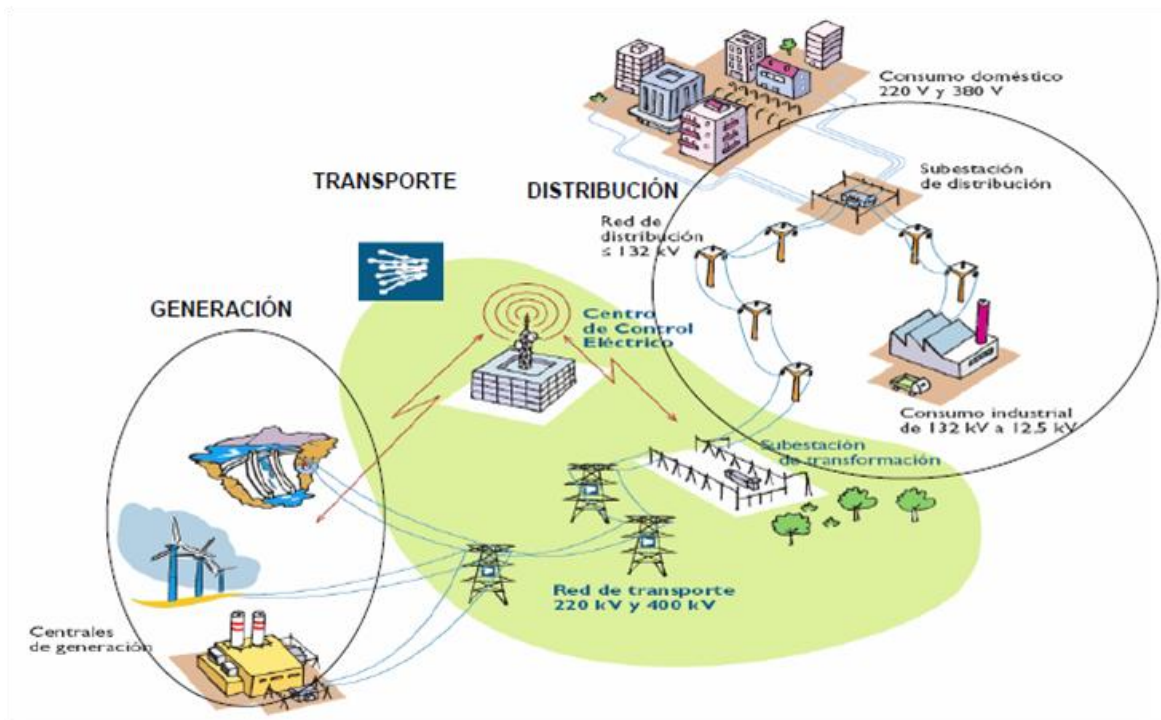 Consumo doméstico
220 V y 380 V
TRANSPORTE
DISTRIBUCIÓN
Subestación
de distribución
Red de
distribución
≤ 132 kV
GENERACIÓN
Centro
de Control
Eléctrico
Consumo industrial
de 132 kV a 12.5 kV
Subestación
de transformación
Red de transporte
220 kV y 400 kV
Centrales
de generación